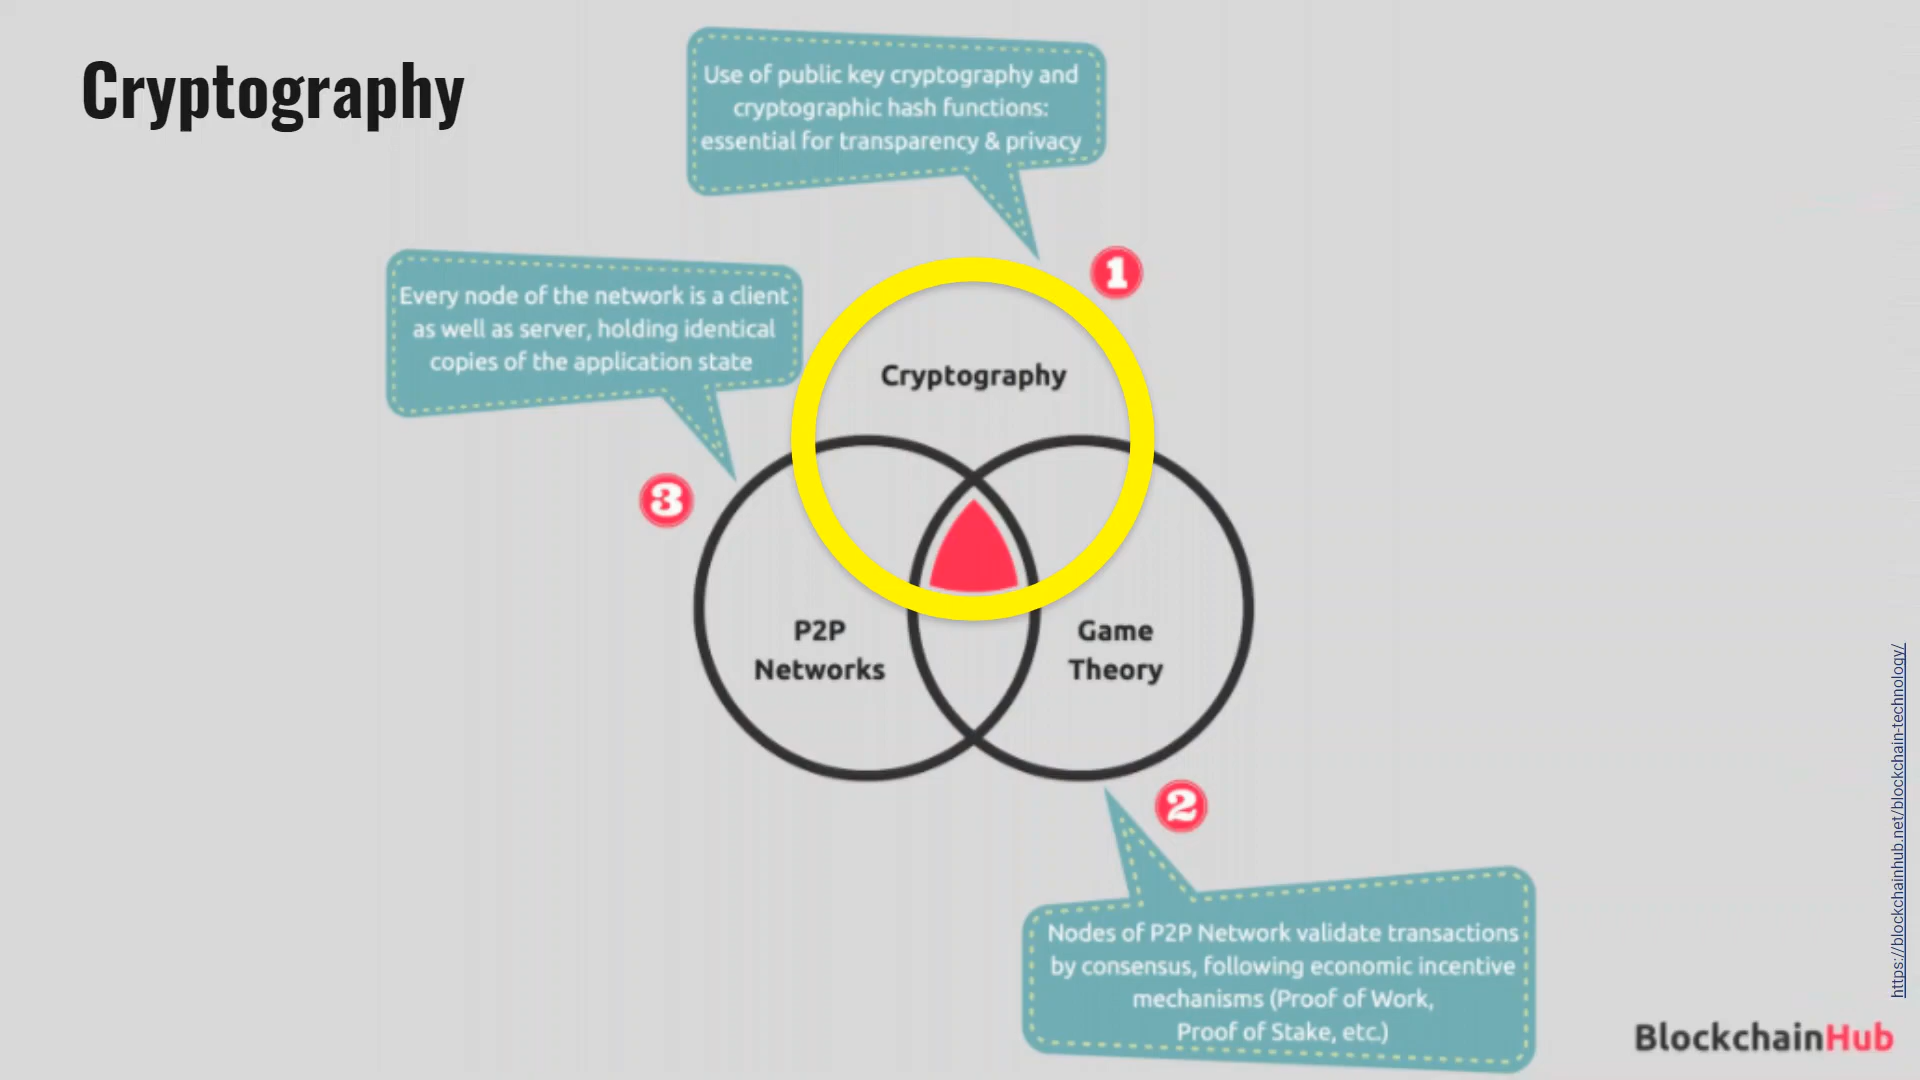 Cryptography
Use of public key cryptography and
cryptographic hash functions:
essential for transparency & privacy
1
Every node of the network is a client
as well as server, holding identical
copies of the application state
3
Cryptography
P2P
Networks
Game
Theory
2
Nodes of P2P Network validate transactions
by consensus, following economic incentive
mechanisms (Proof of Work,
Proof of Stake, etc.)
https://blockchainhub.net/blockchain-technology/
BlockchainHub